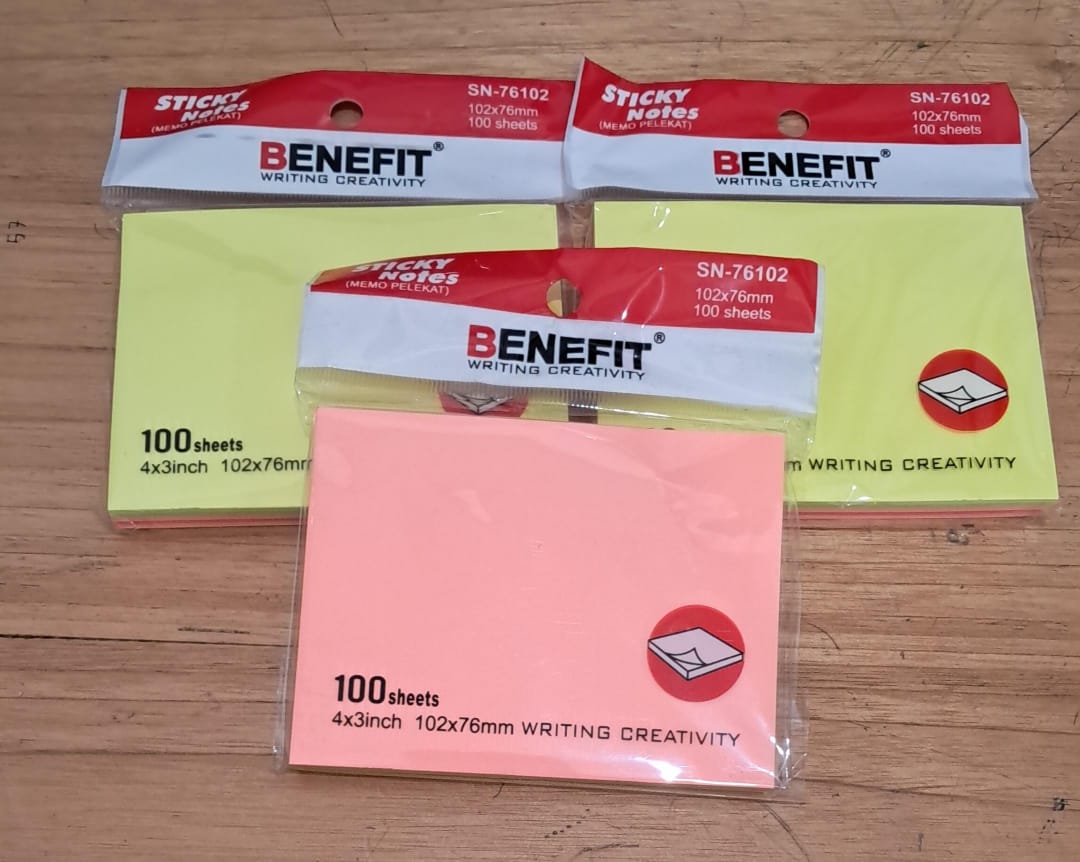 STICKY
Notes
(MEMO PELEKAT)
SN-76102
102x76mm
100 sheets
BENEFIT®
WRITING CREATIVITY
100 sheets
4x3inch 102x76mm
STICKY
Notes
(MEMO PELEKAT)
SN-76102
102x76mm
100 sheets
BENEFIT®
WRITING CREATIVITY
m WRITING CREATIVITY
STICKY
Notes
(MEMO PELEKAT)
SN-76102
102x76mm
100 sheets
BENEFIT®
WRITING CREATIVITY
100 sheets
4x3inch 102x76mm WRITING CREATIVITY
57